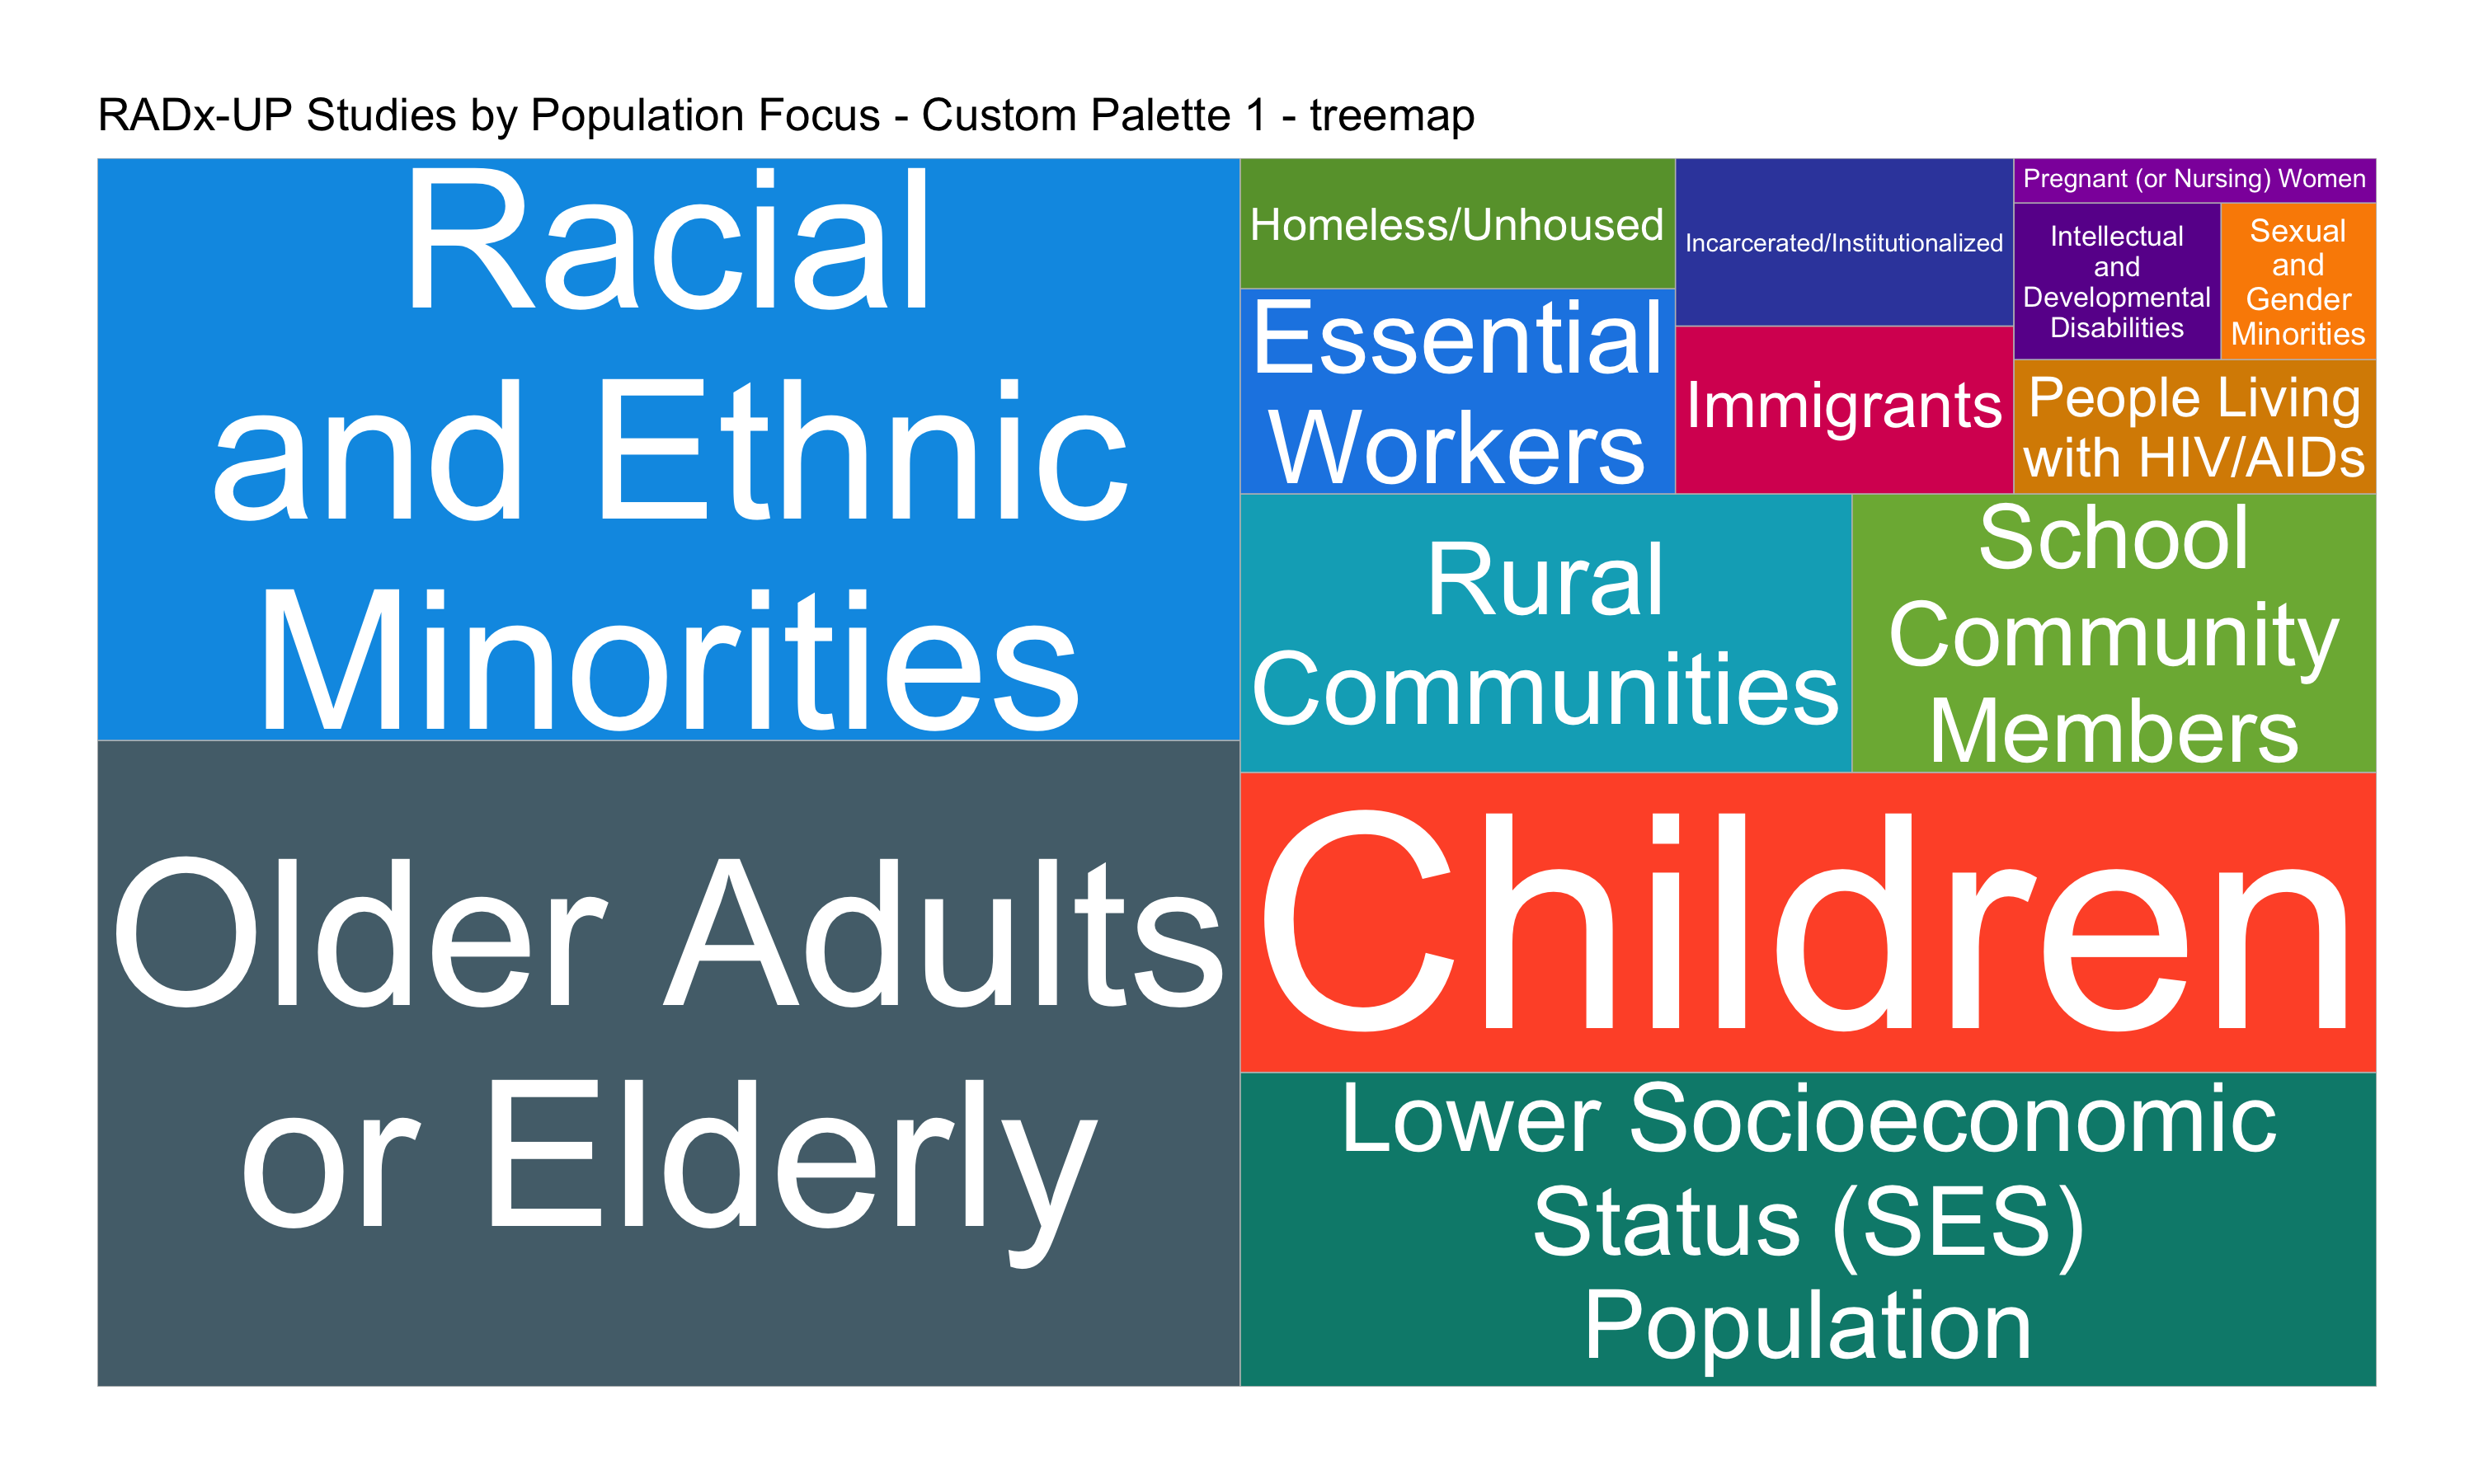 RADx-UP Studies by Population Focus - Custom Palette 1 - treemap
Racial
and Ethnic
Minorities
Older Adults
or Elderly
Homeless/Unhoused
Essential
Workers
Incarcerated/Institutionalized
Immigrants
Pregnant (or Nursing) Women
Intellectual
and
Developmental
Disabilities
Sexual
and
Gender
Minorities
People Living
with HIV/AIDs
Rural
Communities
School
Community
Members
Children
Lower Socioeconomic
Status (SES)
Population